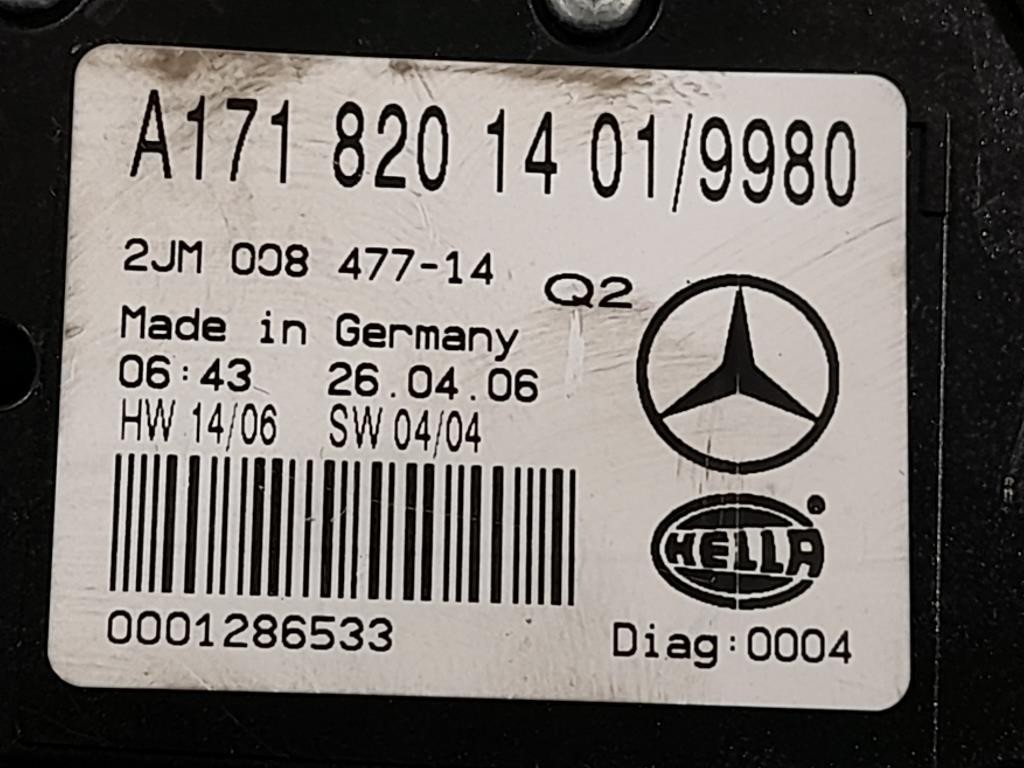 A171 820 14 01/9980
2JM 008 477-14 Q2
Made in Germany
06:43 26.04.06
HW 14/06 SW 04/04
HELLA®
0001286533
Diag:0004